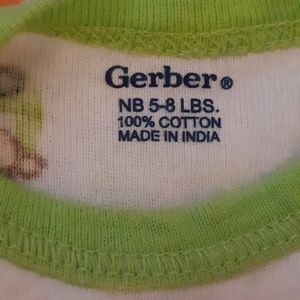 Gerber®
NB 5-8 LBS.
100% COTTON
MADE IN INDIA